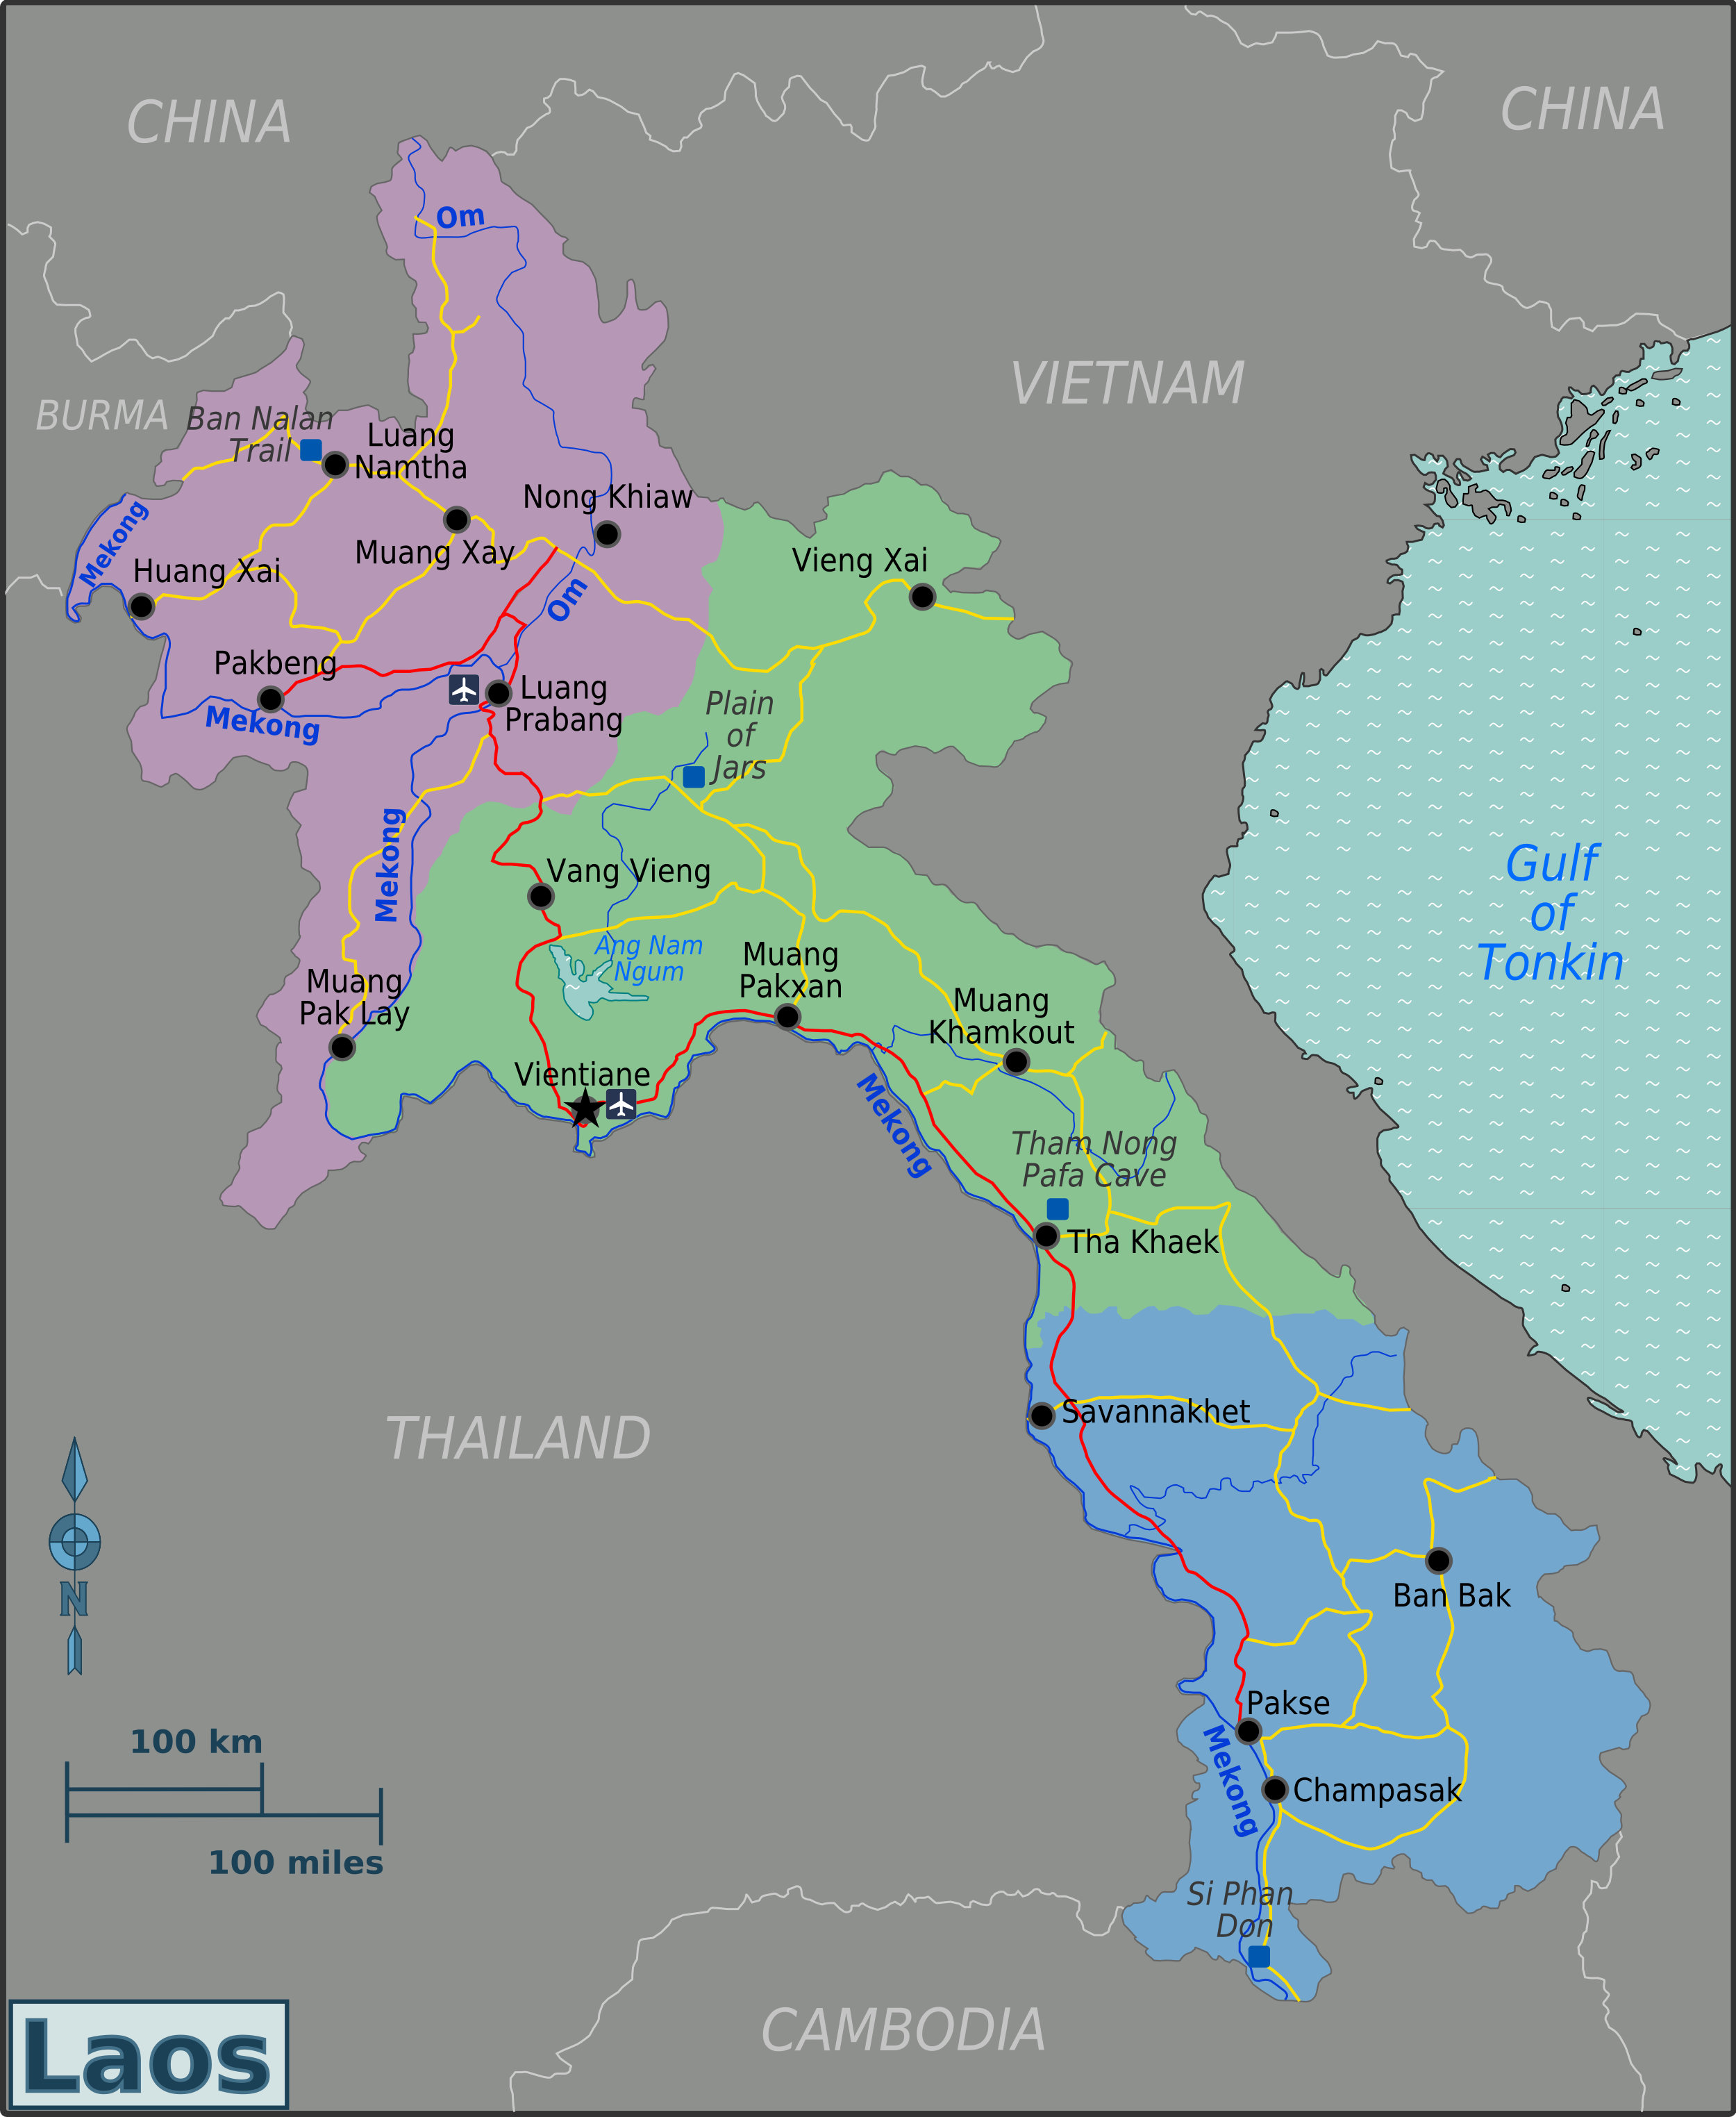 CHINA
CHINA
Om
VIETNAM
BURMA
Ban Nalan
Trail
Luang
Namtha
Nong Khiaw
Mekong
Muang Xay
Vieng Xai
Huang Xai
Om
Pakbeng
Luang
Prabang
Mekong
Plain
of
Jars
Mekong
Vang Vieng
Gulf
of
Tonkin
Ang Nam
Ngum
Muang
Pakxan
Muang
Pak Lay
Muang
Khamkout
Vientiane
Mekong
Tham Nong
Pafa Cave
Tha Khaek
THAILAND
Savannakhet
N
Ban Bak
Pakse
100 km
Mekong
Champasak
100 miles
Si Phan
Don
CAMBODIA
Laos